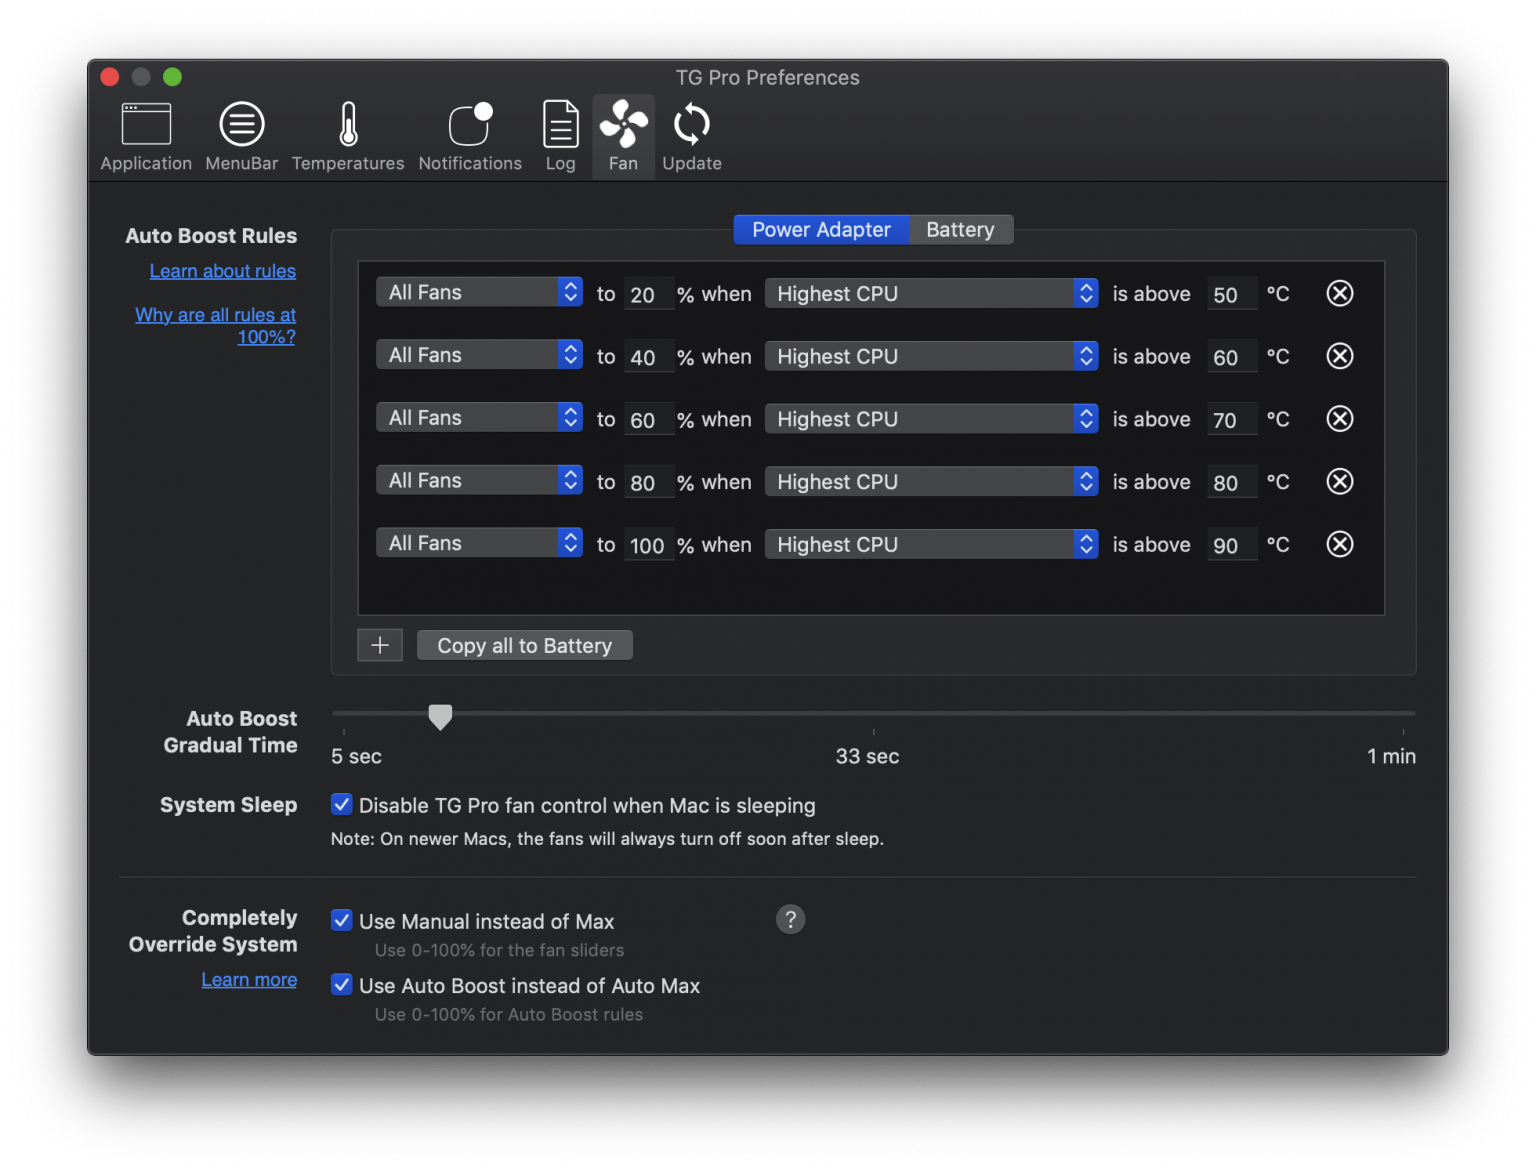 TG Pro Preferences
Application MenuBar Temperatures Notifications Log Fan Update
Power Adapter Battery
Auto Boost Rules
Learn about rules
Why are all rules at
100%?
All Fans to 20 % when Highest CPU is above 50 °C
All Fans to 40 % when Highest CPU is above 60 °C
All Fans to 60 % when Highest CPU is above 70 °C
All Fans to 80 % when Highest CPU is above 80 °C
All Fans to 100 % when Highest CPU is above 90 °C
+ Copy all to Battery
Auto Boost
Gradual Time
5 sec 33 sec 1 min
System Sleep
Disable TG Pro fan control when Mac is sleeping
Note: On newer Macs, the fans will always turn off soon after sleep.
Completely
Override System
Learn more
Use Manual instead of Max ?
Use 0-100% for the fan sliders
Use Auto Boost instead of Auto Max
Use 0-100% for Auto Boost rules